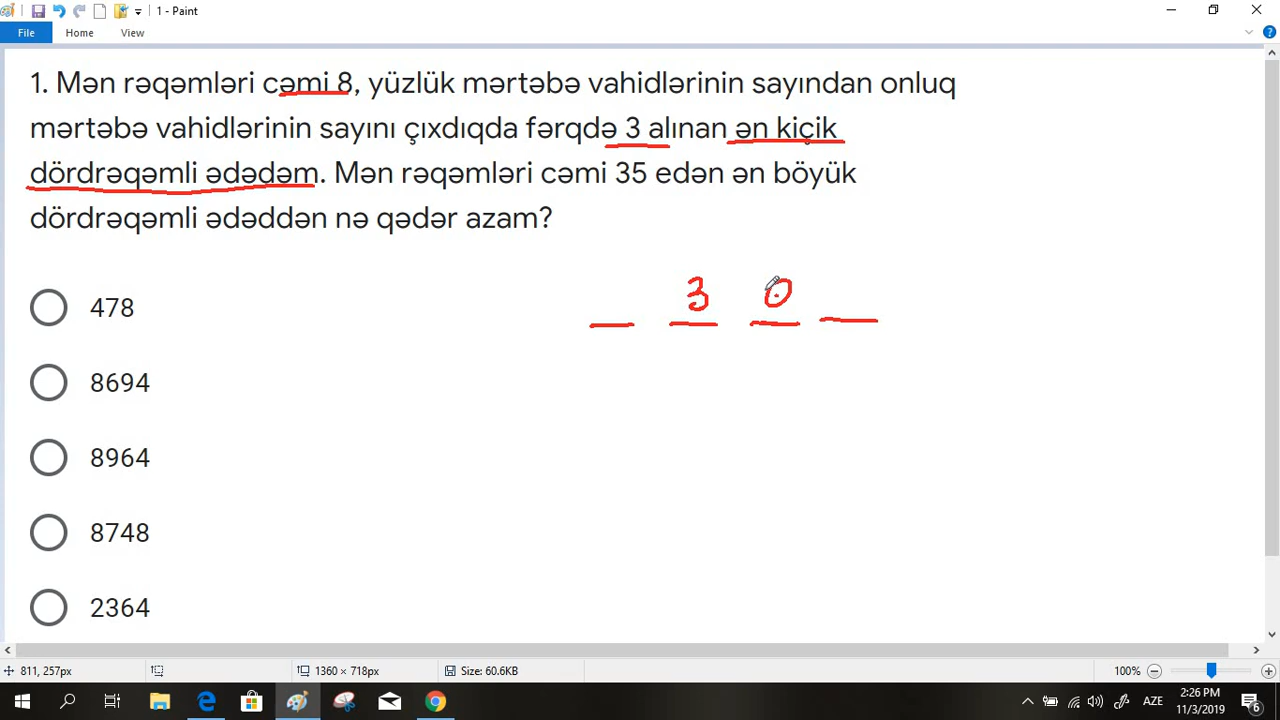 1 - Paint
File Home View
1. Mən rəqəmləri cəmi 8, yüzlük mərtəbə vahidlərinin sayından onluq
mərtəbə vahidlərinin sayını çıxdıqda fərqdə 3 alınan ən kiçik
dördrəqəmli ədədəm. Mən rəqəmləri cəmi 35 edən ən böyük
dördrəqəmli ədəddən nə qədər azam?
3 0
478
8694
8964
8748
2364
811, 257px 1360 × 718px Size: 60.6KB 100%
AZE 2:26 PM
11/3/2019 6